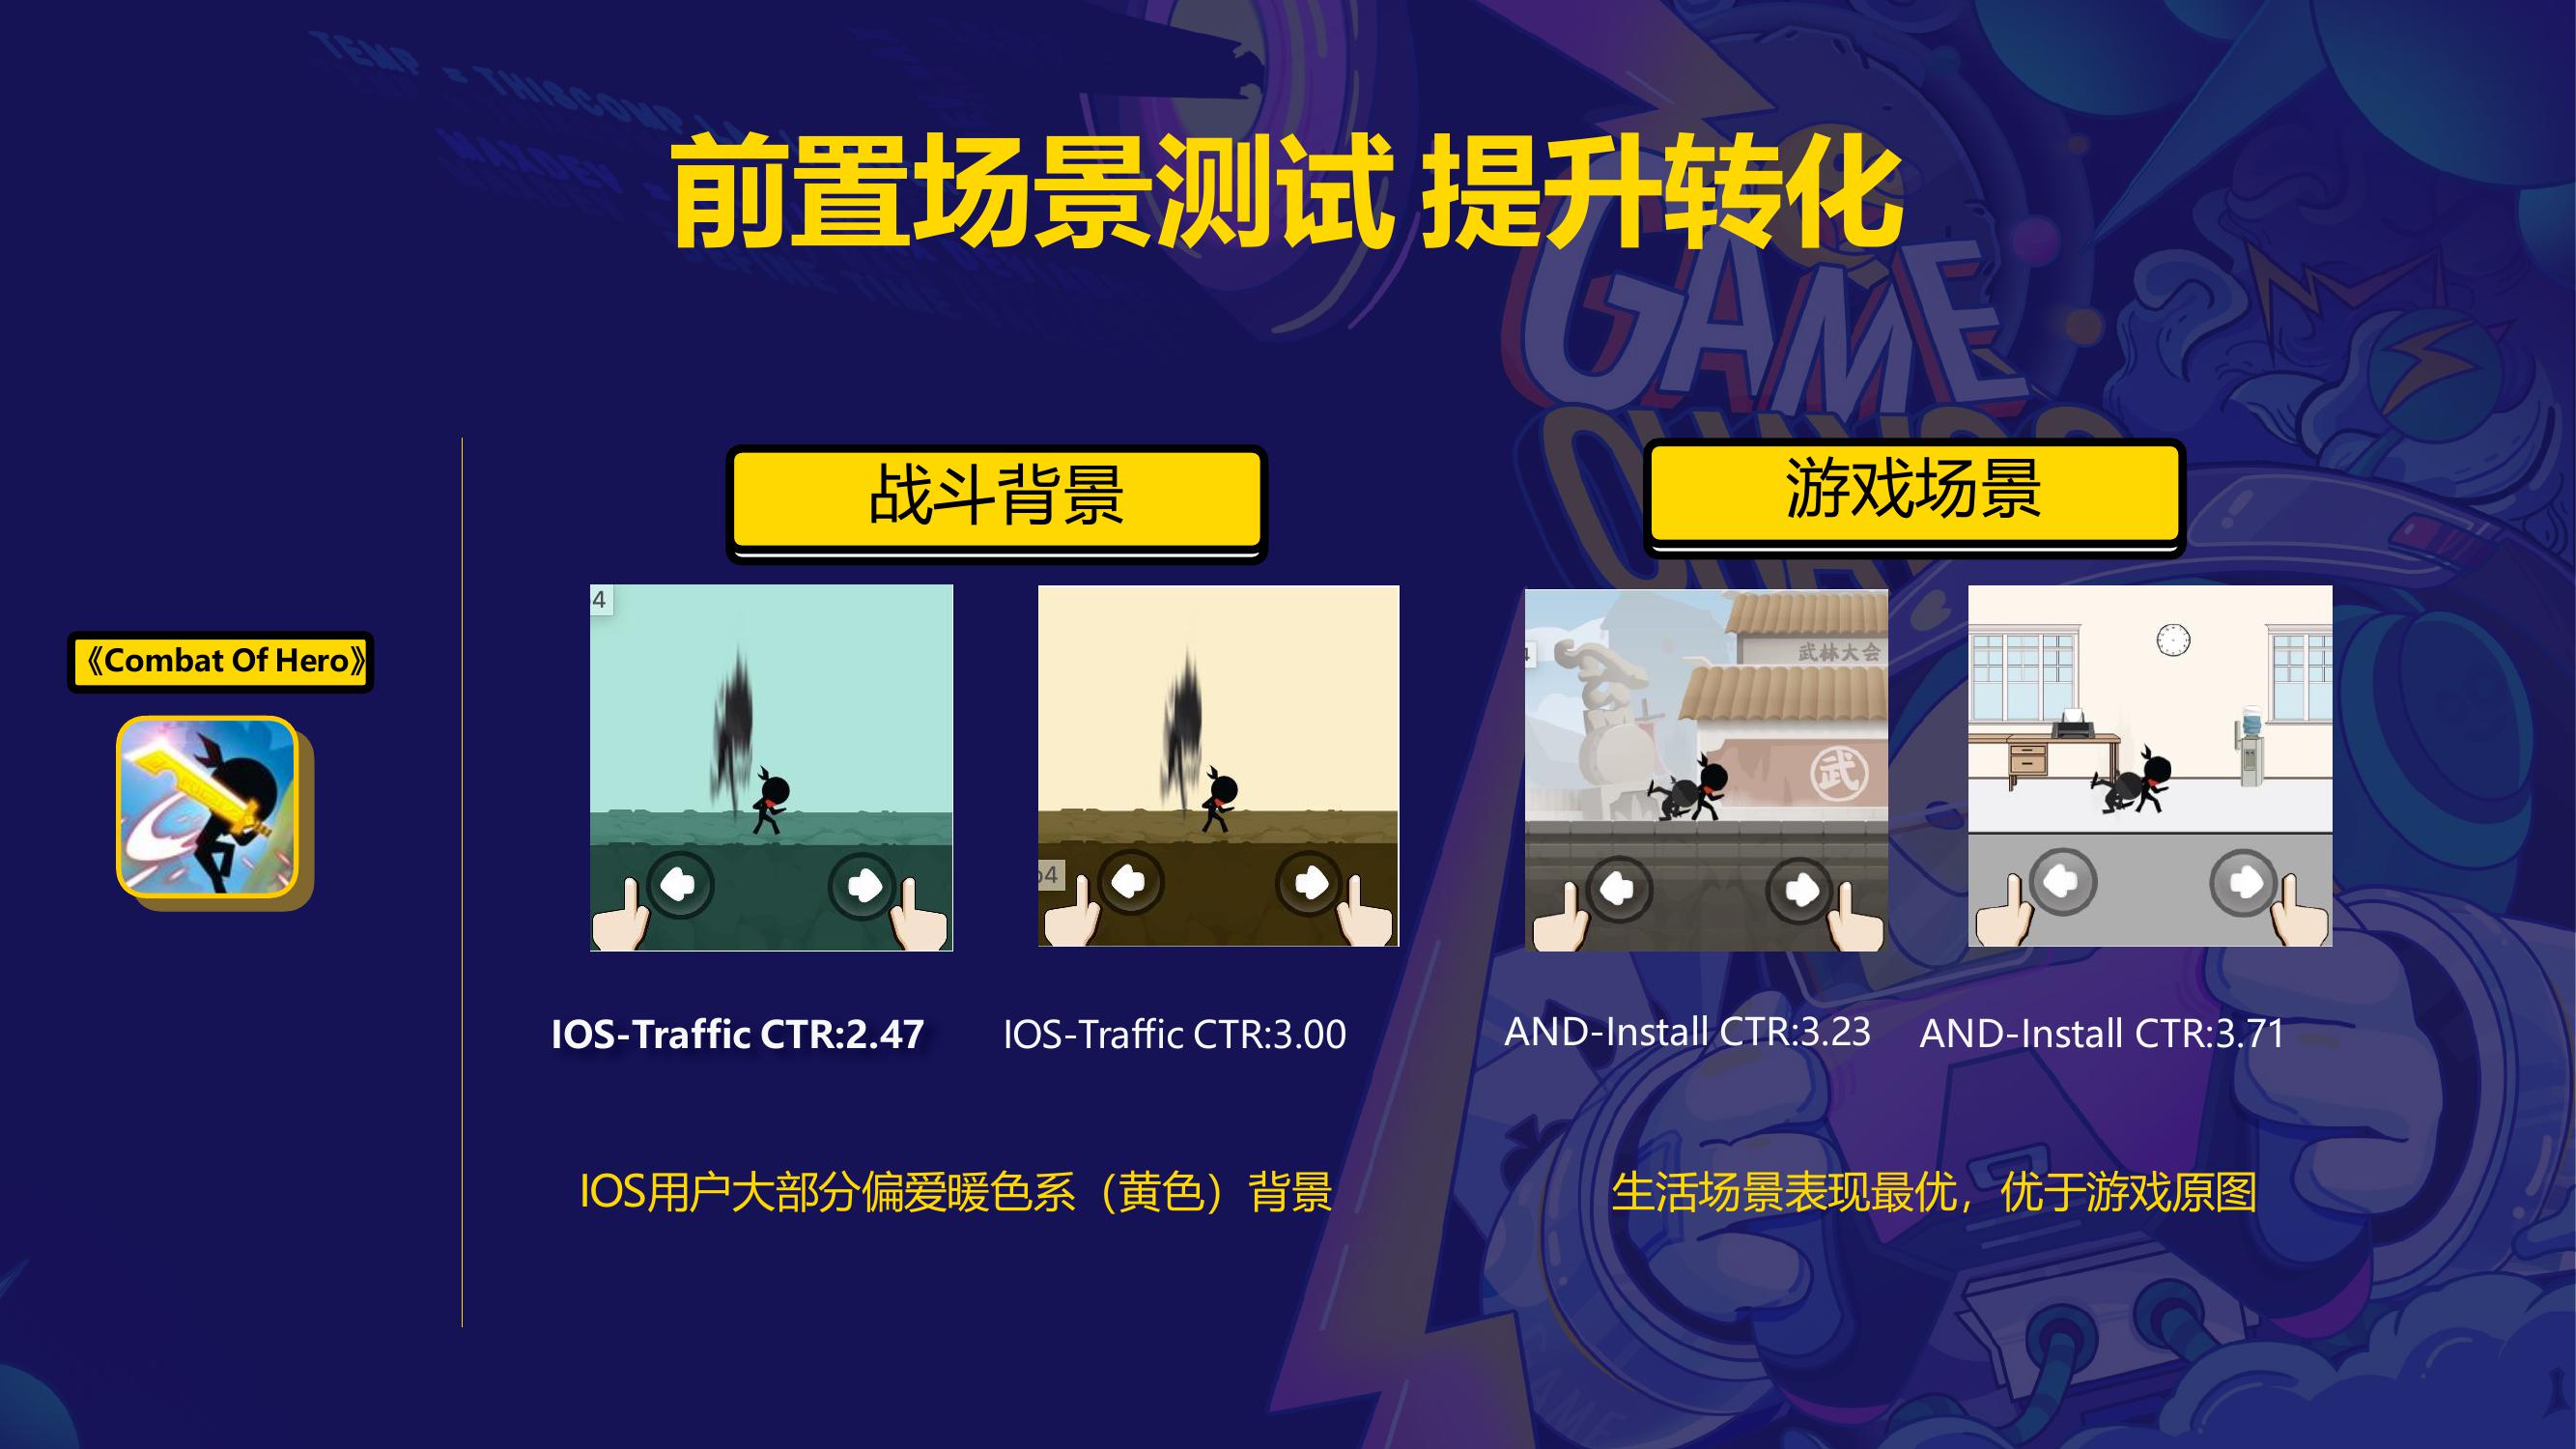 前置场景测试 提升转化
战斗背景
游戏场景
《Combat Of Hero》
4
64
武林大会
武
IOS-Traffic CTR:2.47
IOS-Traffic CTR:3.00
AND-Install CTR:3.23
AND-Install CTR:3.71
IOS用户大部分偏爱暖色系（黄色）背景
生活场景表现最优，优于游戏原图
GAME